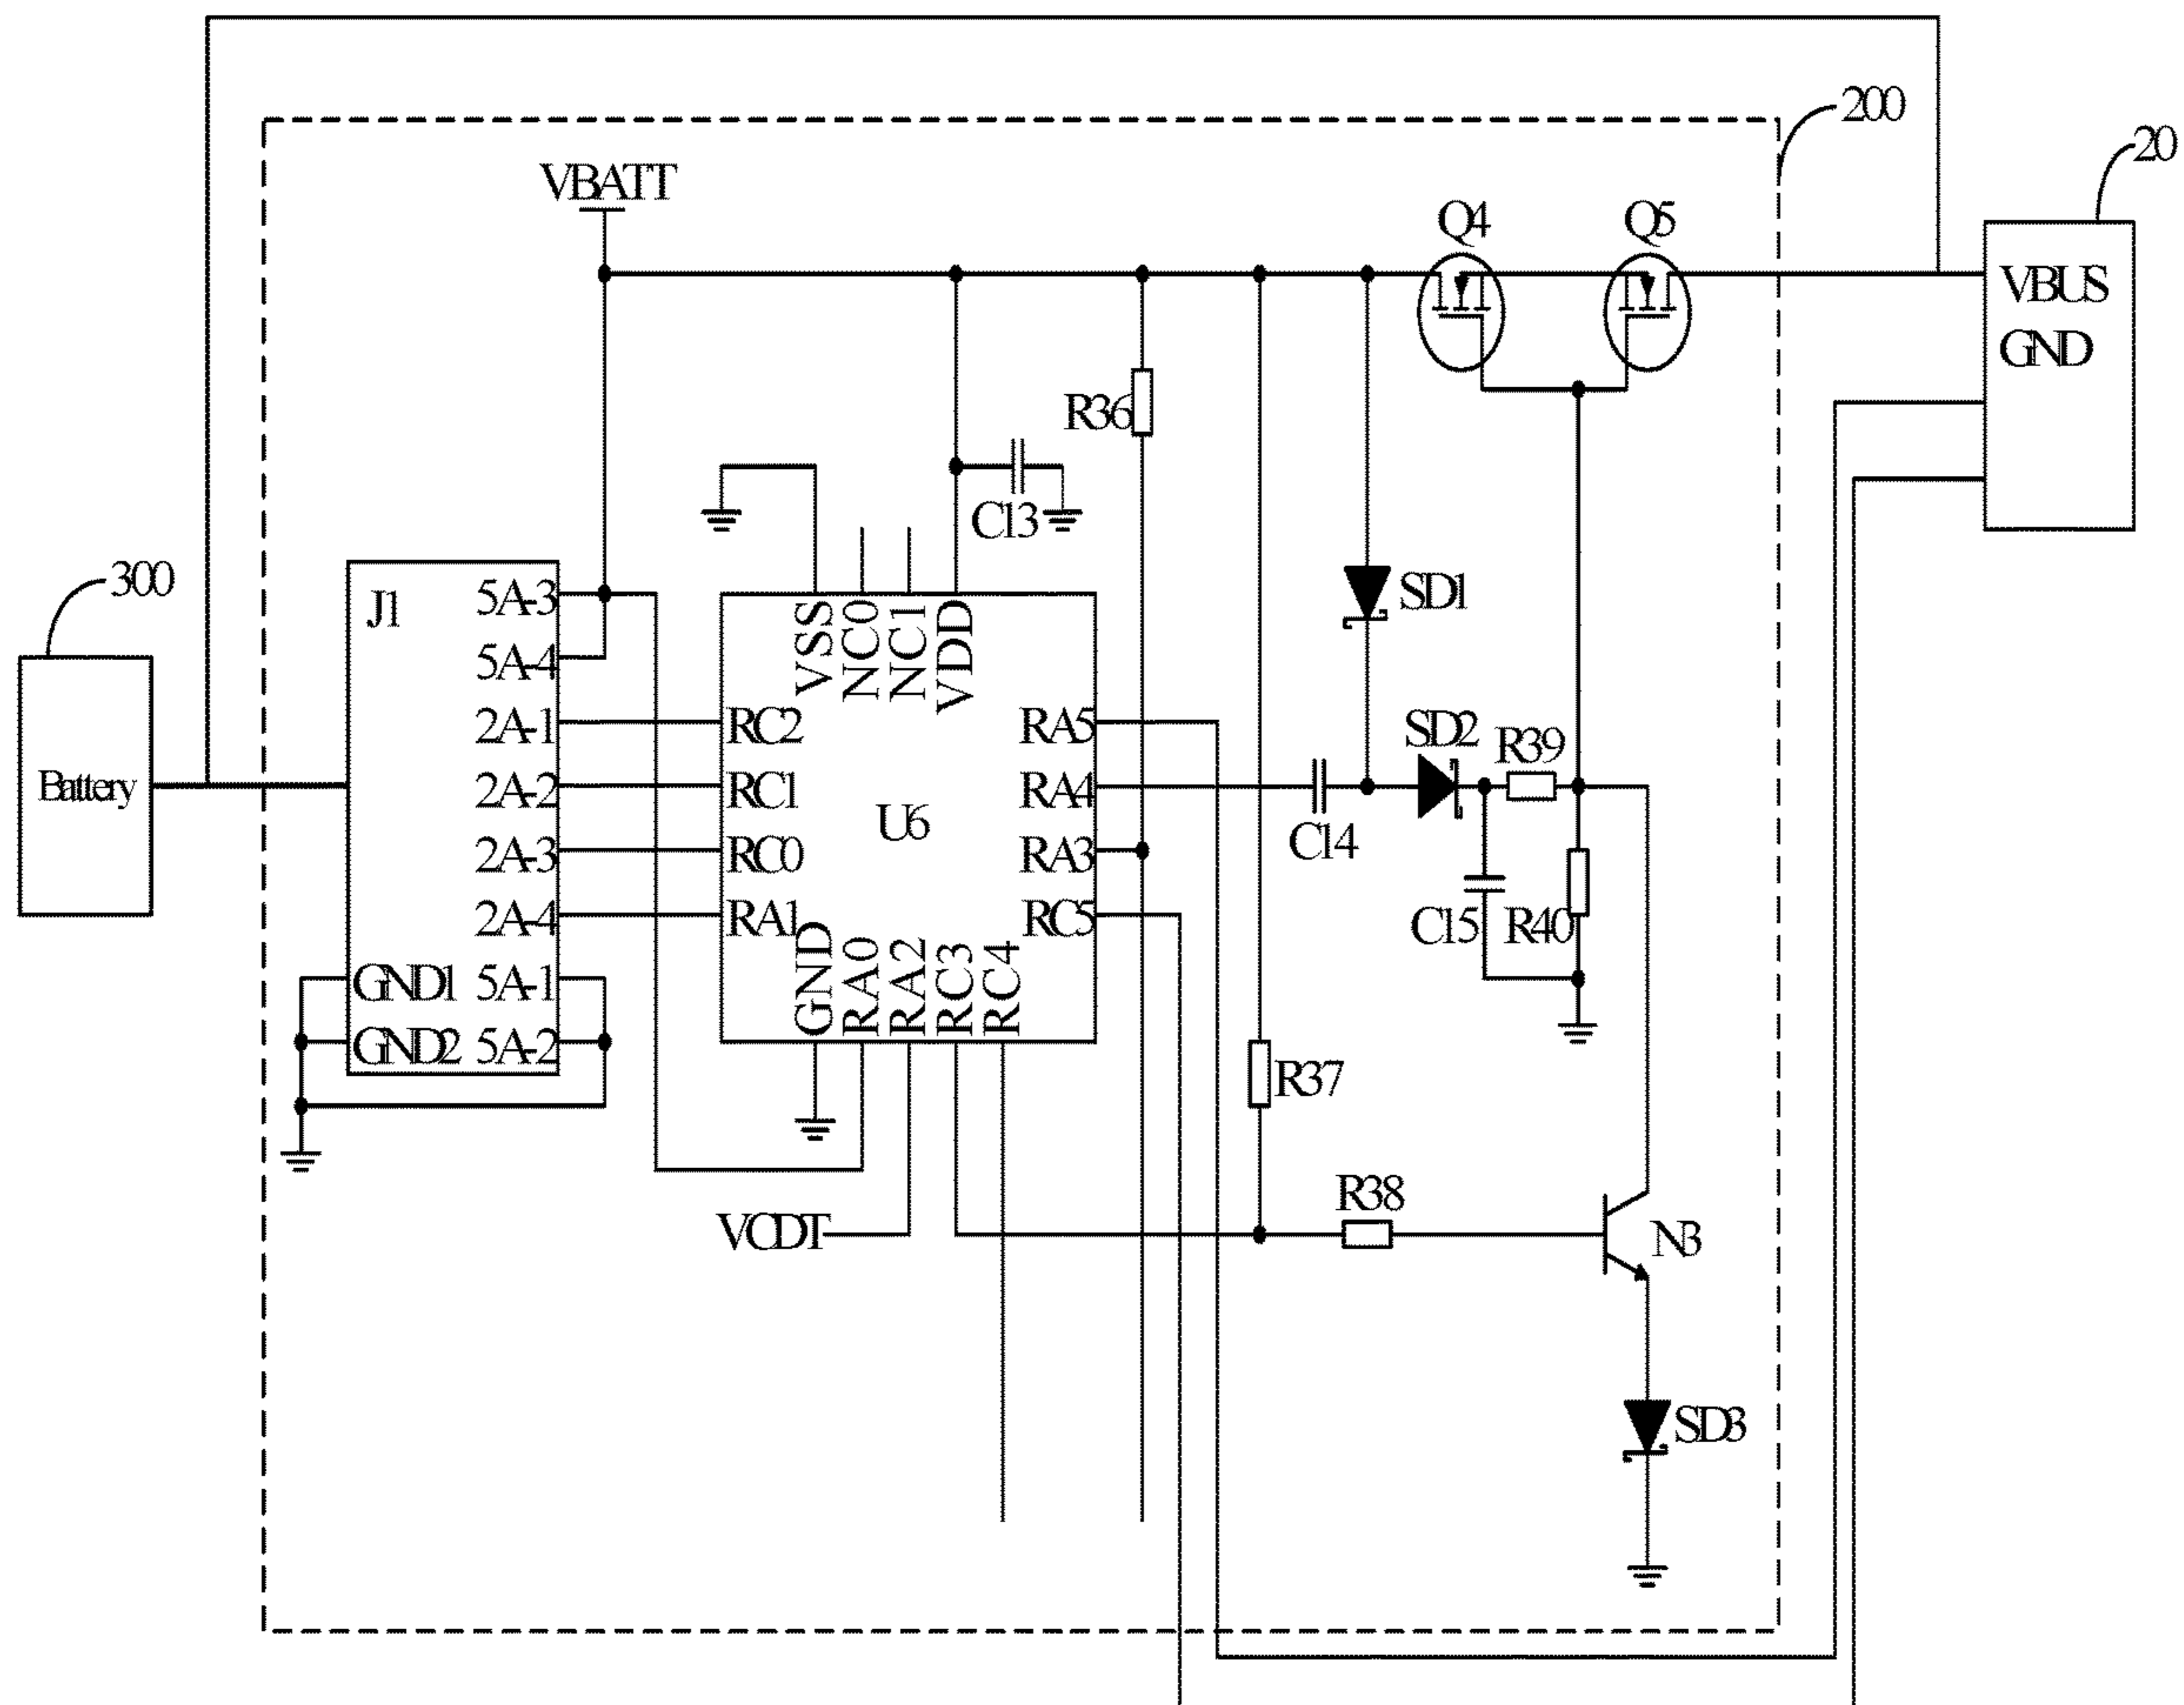 200
20
VBATT
Q4
Q5
VBUS
GND
R36
C13
300
J1
5A-3
5A-4
2A-1
2A-2
2A-3
2A-4
GND1
5A-1
GND2
5A-2
Battery
VSS
NC0
NC1
VDD
RC2
RC1
RC0
RA1
U6
RA5
RA4
RA3
RC5
GND
RA0
RA2
RC3
RC4
SD1
SD2
R39
C14
C15
R40
R37
VCDT
R38
N3
SD3